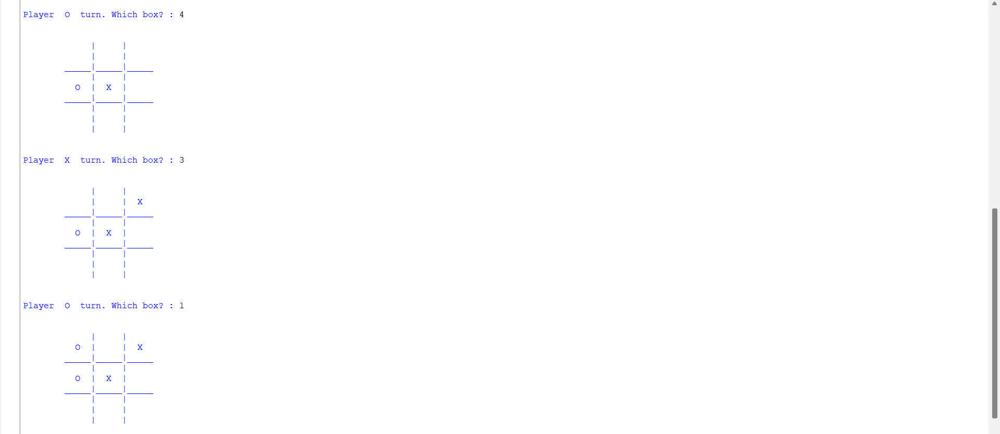 Player  O  turn. Which box? : 4
             |     |
             |     |
        _____|_____|_____
             |     |
          O  |  X  |
        _____|_____|_____
             |     |
             |     |
             |     |
Player  X  turn. Which box? : 3
             |     |
             |     |  X
        _____|_____|_____
             |     |
          O  |  X  |
        _____|_____|_____
             |     |
             |     |
             |     |
Player  O  turn. Which box? : 1
             |     |
          O  |     |  X
        _____|_____|_____
             |     |
          O  |  X  |
        _____|_____|_____
             |     |
             |     |
             |     |